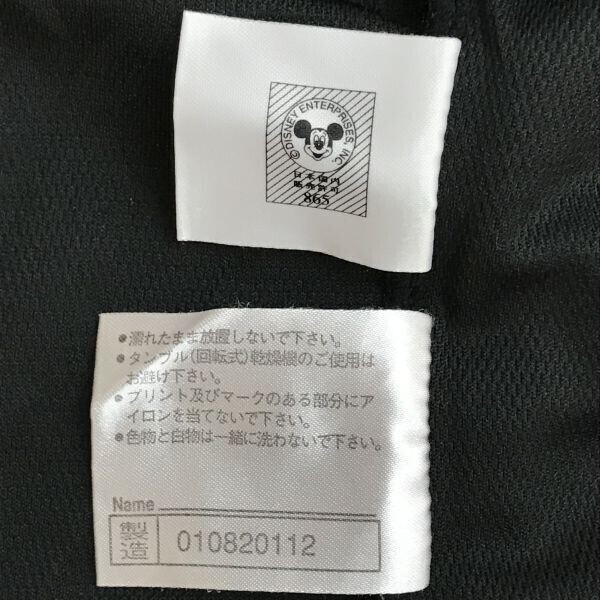 © DISNEY ENTERPRISES, INC.
日本国内
販売許可
865
●濡れたまま放置しないで下さい。
●タンブル(回転式)乾燥機のご使用は
お避け下さい。
●プリント及びマークのある部分にア
イロンを当てないで下さい。
●色物と白物は一緒に洗わないで下さい。
Name
製造 010820112